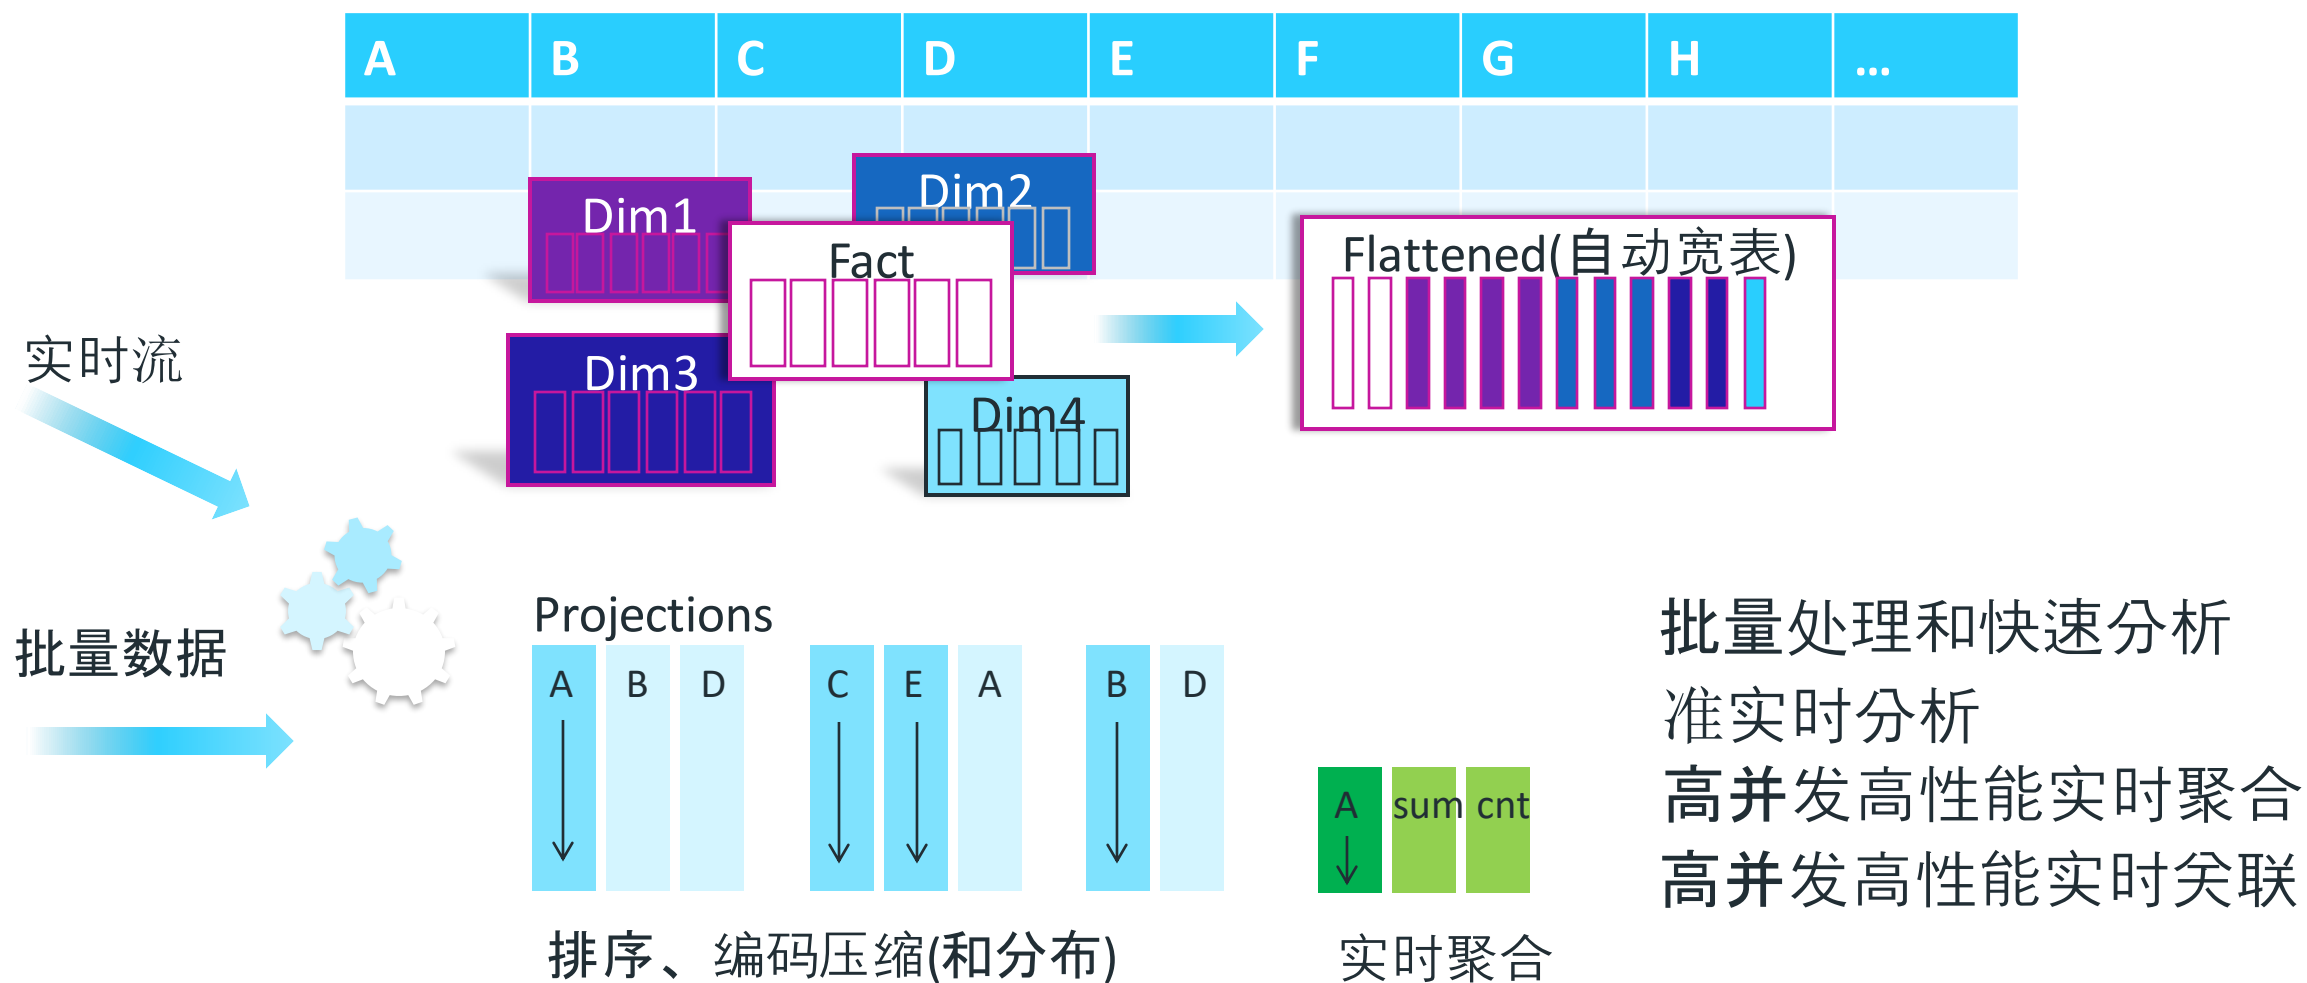 A B C D E F G H ...
Dim1
Dim2
Fact
Flattened(自动宽表)
实时流
Dim3
Dim4
批量数据
Projections
A B D
C E A
B D
A sum cnt
排序、编码压缩(和分布)
实时聚合
批量处理和快速分析
准实时分析
高并发高性能实时聚合
高并发高性能实时关联